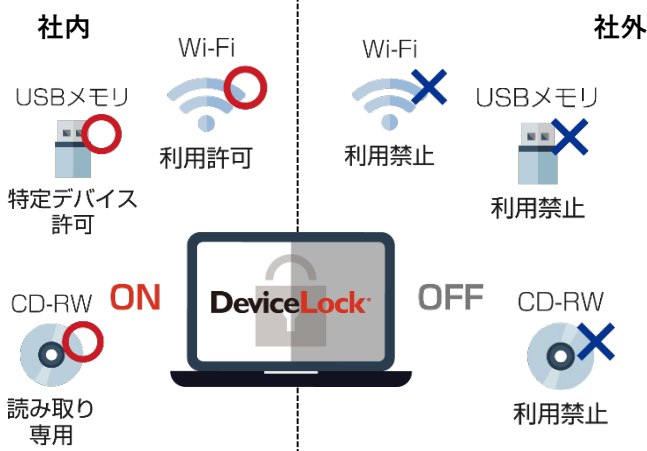 社内
Wi-Fi
利用許可
USBメモリ
特定デバイス
許可
CD-RW
読み取り
専用
ON
DeviceLock
OFF
社外
Wi-Fi
利用禁止
USBメモリ
利用禁止
CD-RW
利用禁止